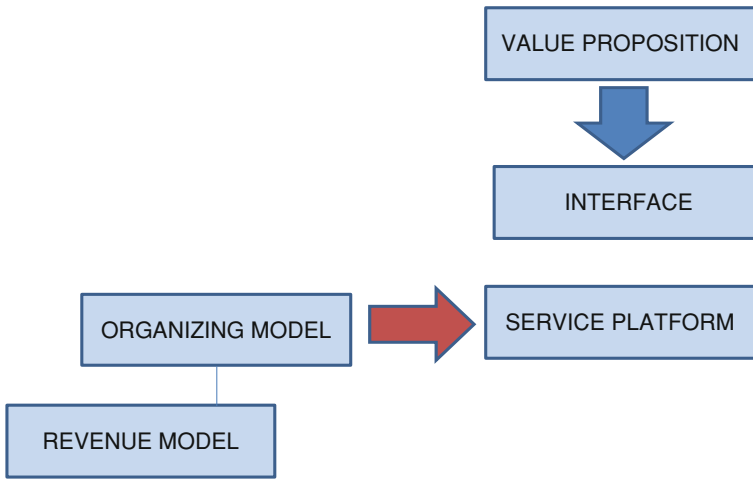 VALUE PROPOSITION
INTERFACE
SERVICE PLATFORM
ORGANIZING MODEL
REVENUE MODEL